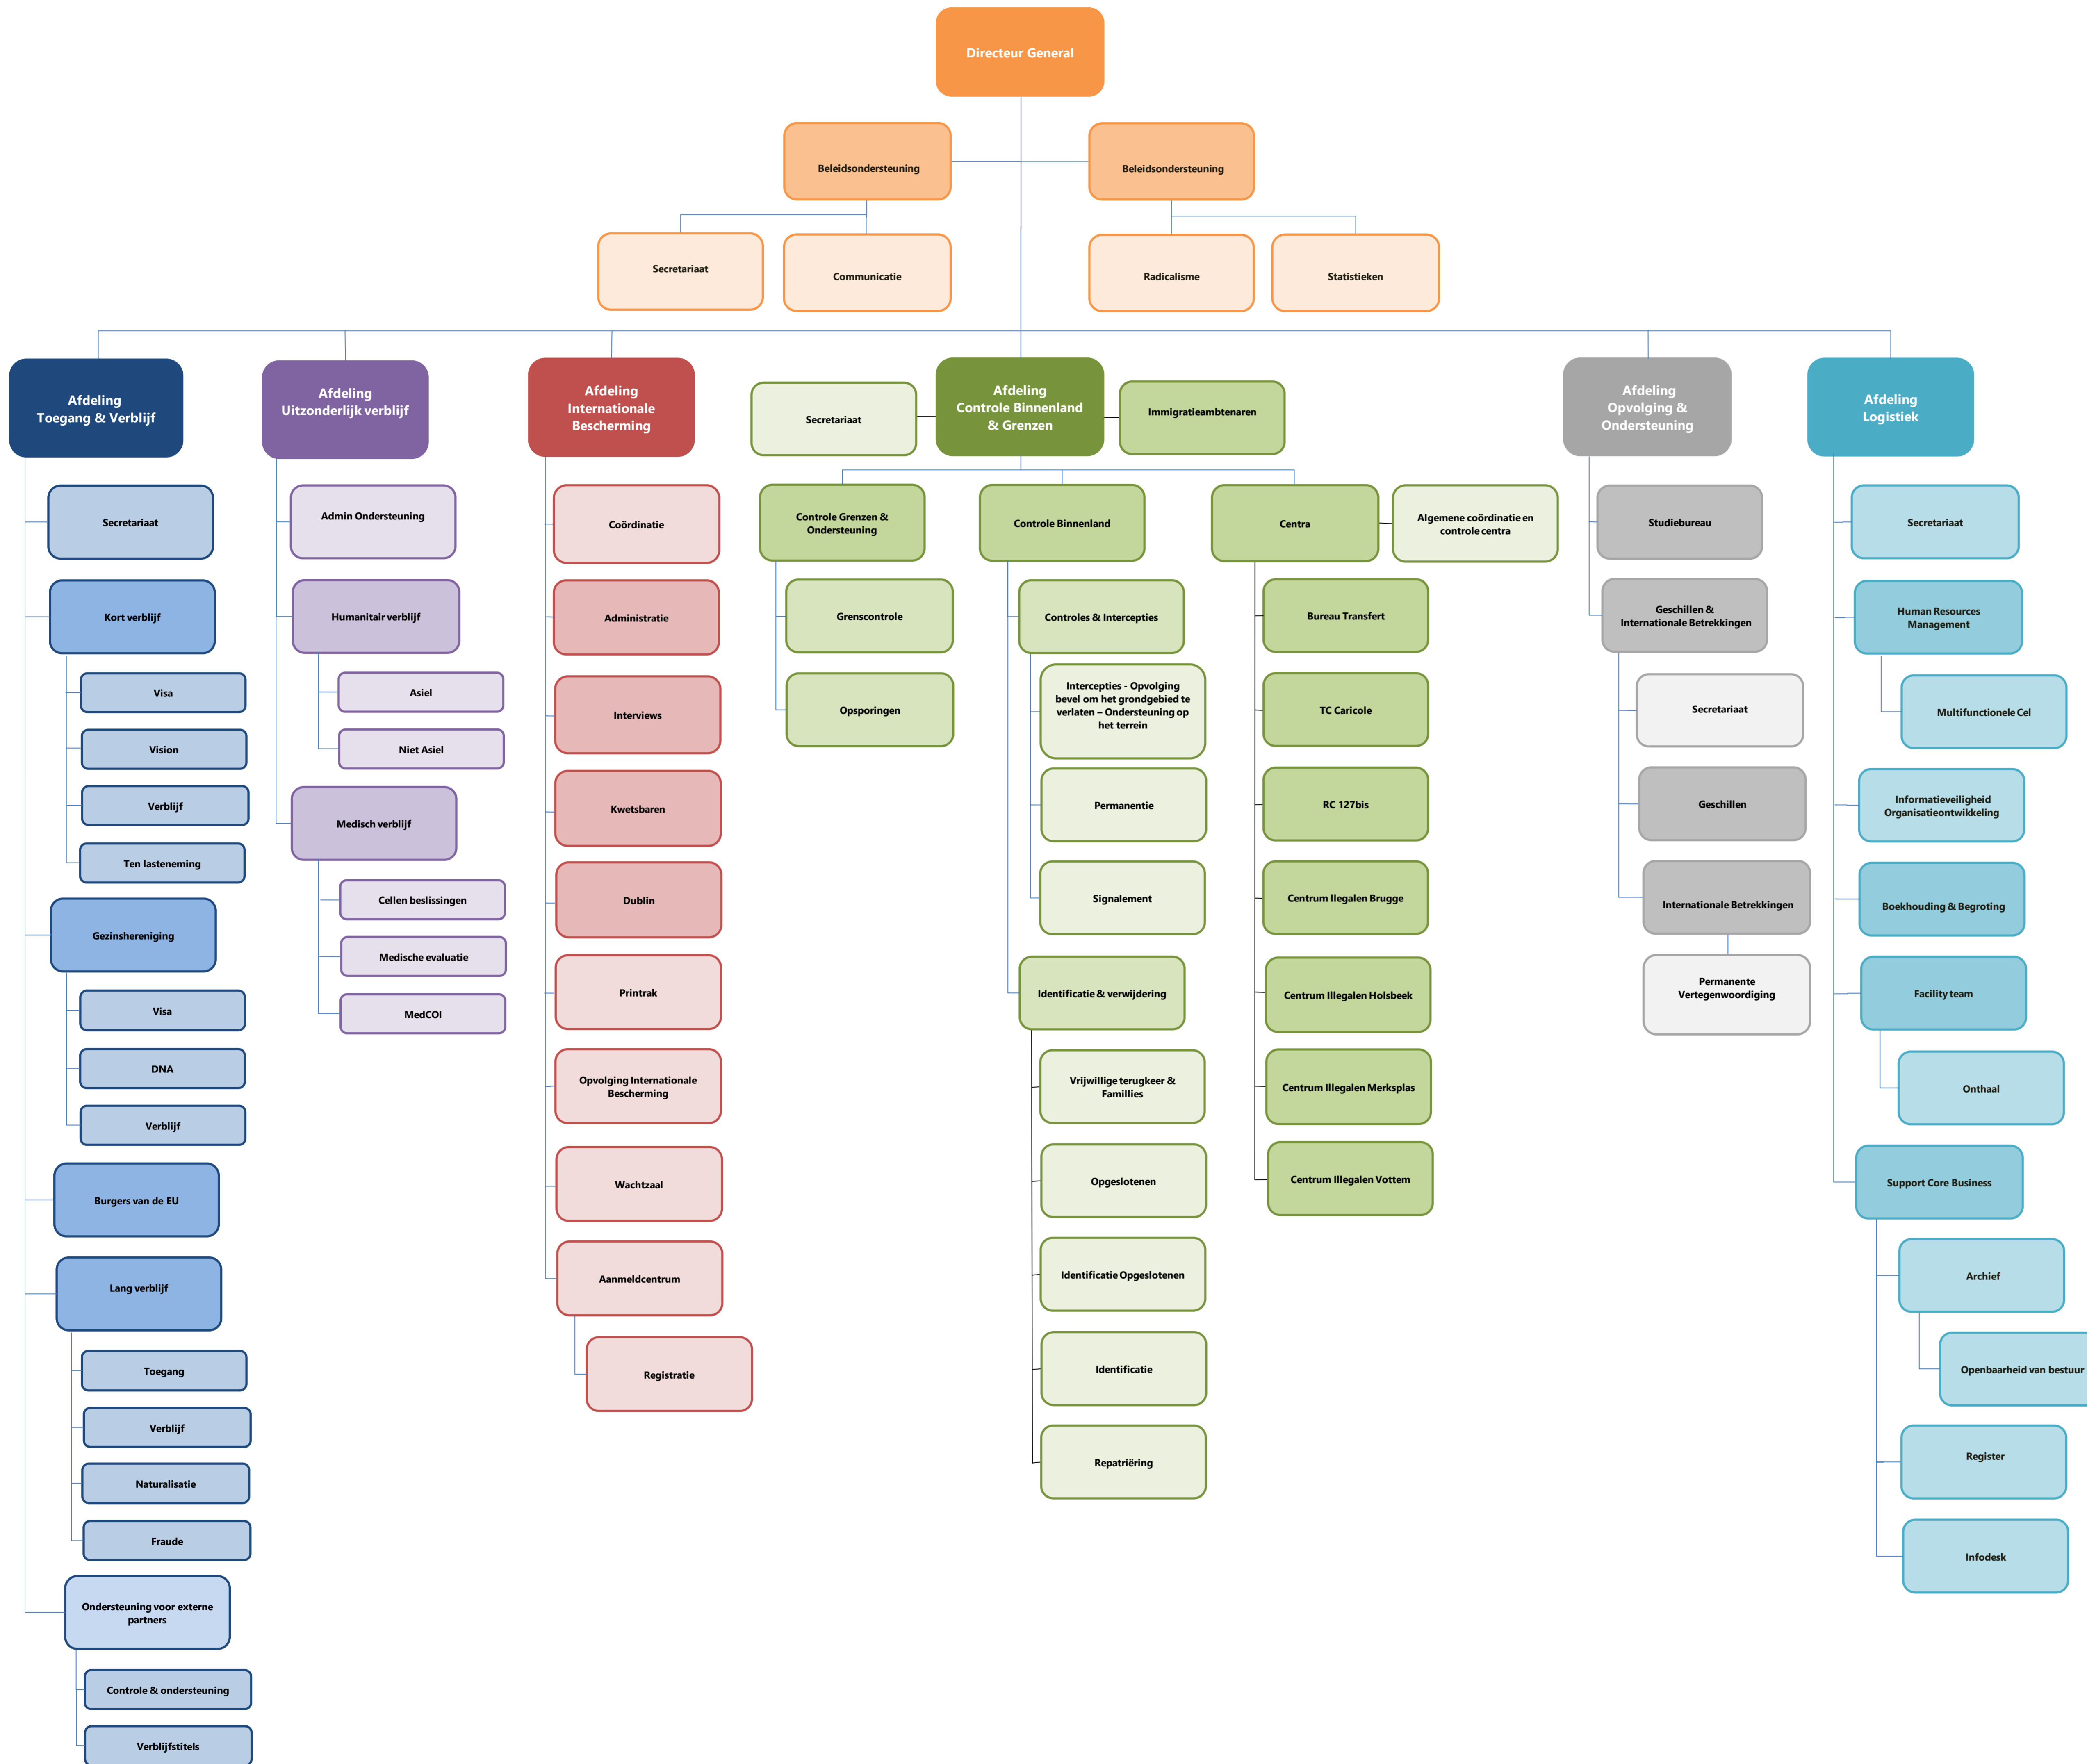 Directeur General
Beleidsondersteuning
Beleidsondersteuning
Secretariaat
Communicatie
Radicalisme
Statistieken
Afdeling
Toegang & Verblijf
Secretariaat
Kort verblijf
Visa
Vision
Verblijf
Ten lasteneming
Gezinshereniging
Visa
DNA
Verblijf
Burgers van de EU
Lang verblijf
Toegang
Verblijf
Naturalisatie
Fraude
Ondersteuning voor externe
partners
Controle & ondersteuning
Verblijfstitels
Afdeling
Uitzonderlijk verblijf
Admin Ondersteuning
Humanitair verblijf
Asiel
Niet Asiel
Medisch verblijf
Cellen beslissingen
Medische evaluatie
MedCOI
Afdeling
Internationale
Bescherming
Coördinatie
Administratie
Interviews
Kwetsbaren
Dublin
Printrak
Opvolging Internationale
Bescherming
Wachtzaal
Aanmeldcentrum
Registratie
Secretariaat
Afdeling
Controle Binnenland
& Grenzen
Immigratieambtenaren
Controle Grenzen &
Ondersteuning
Grenscontrole
Opsporingen
Controle Binnenland
Controles & Intercepties
Intercepties - Opvolging
bevel om het grondgebied te
verlaten – Ondersteuning op
het terrein
Permanentie
Signalement
Identificatie & verwijdering
Vrijwillige terugkeer &
Famillies
Opgeslotenen
Identificatie Opgeslotenen
Identificatie
Repatriëring
Centra
Algemene coördinatie en
controle centra
Bureau Transfert
TC Caricole
RC 127bis
Centrum Ilegalen Brugge
Centrum Illegalen Holsbeek
Centrum Illegalen Merksplas
Centrum Illegalen Vottem
Afdeling
Opvolging &
Ondersteuning
Studiebureau
Geschillen &
Internationale Betrekkingen
Secretariaat
Geschillen
Internationale Betrekkingen
Permanente
Vertegenwoordiging
Afdeling
Logistiek
Secretariaat
Human Resources
Management
Multifunctionele Cel
Informatieveiligheid
Organisatieontwikkeling
Boekhouding & Begroting
Facility team
Onthaal
Support Core Business
Archief
Openbaarheid van bestuur
Register
Infodesk